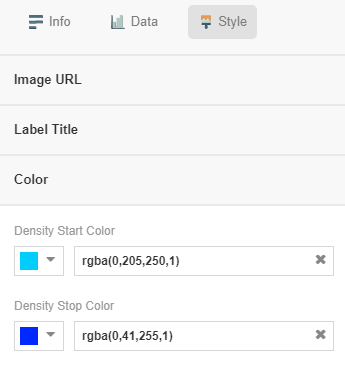 Info Data Style
Image URL
Label Title
Color
Density Start Color
rgba(0,205,250,1)
Density Stop Color
rgba(0,41,255,1)